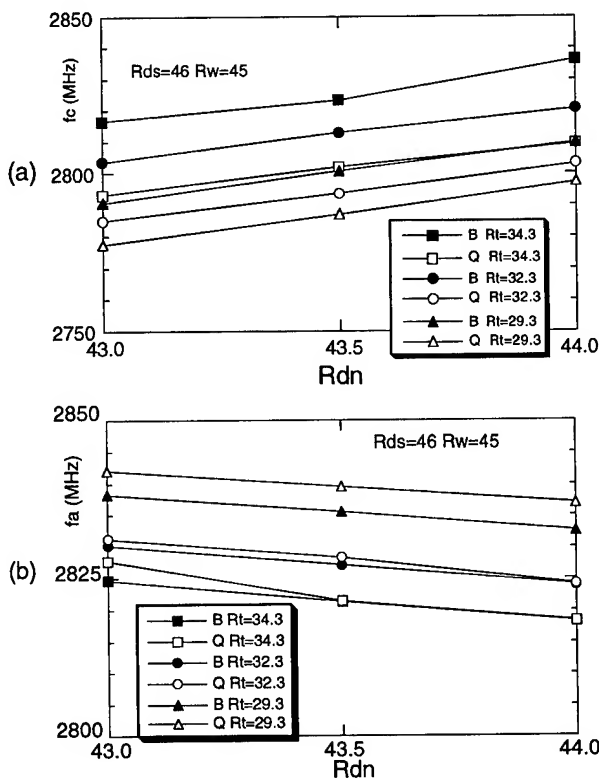 2850
Rds=46 Rw=45
fc (MHz)
(a)
2800
B Rt=34.3
Q Rt=34.3
B Rt=32.3
Q Rt=32.3
B Rt=29.3
Q Rt=29.3
2750
43.0
43.5
44.0
Rdn
2850
Rds=46 Rw=45
fa (MHz)
(b)
2825
B Rt=34.3
Q Rt=34.3
B Rt=32.3
Q Rt=32.3
B Rt=29.3
Q Rt=29.3
2800
43.0
43.5
44.0
Rdn